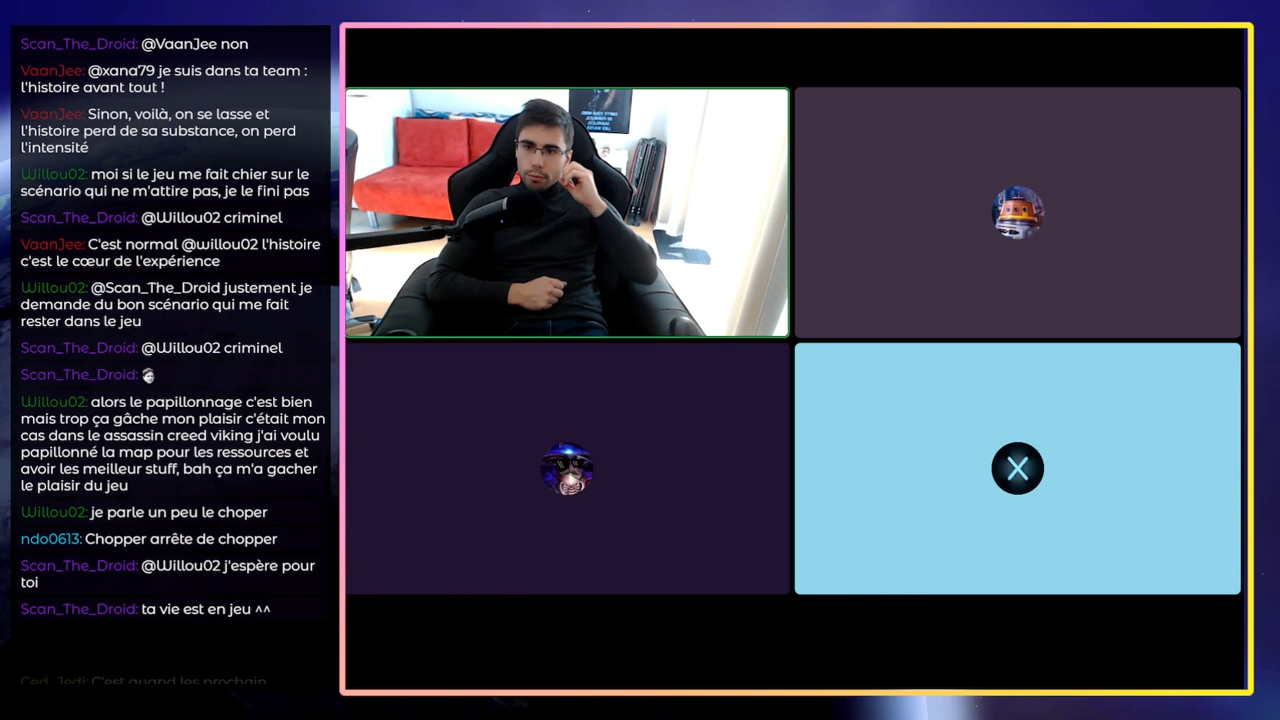 Scan_The_Droid: @VaanJee non
VaanJee: @xana79 je suis dans ta team :
l'histoire avant tout !
VaanJee: Sinon, voilà, on se lasse et
l'histoire perd de sa substance, on perd
l'intensité
Willou02: moi si le jeu me fait chier sur le
scénario qui ne m'attire pas, je le fini pas
Scan_The_Droid: @Willou02 criminel
VaanJee: C'est normal @willou02 l'histoire
c'est le cœur de l'expérience
Willou02: @Scan_The_Droid justement je
demande du bon scénario qui me fait
rester dans le jeu
Scan_The_Droid: @Willou02 criminel
Scan_The_Droid:
Willou02: alors le papillonnage c'est bien
mais trop ça gâche mon plaisir c'était mon
cas dans le assassin creed viking j'ai voulu
papillonné la map pour les ressources et
avoir les meilleur stuff, bah ça m'a gacher
le plaisir du jeu
Willou02: je parle un peu le choper
ndo0613: Chopper arrête de chopper
Scan_The_Droid: @Willou02 j'espère pour
toi
Scan_The_Droid: ta vie est en jeu ^^
Ced_Jedi: C'est quand les prochain